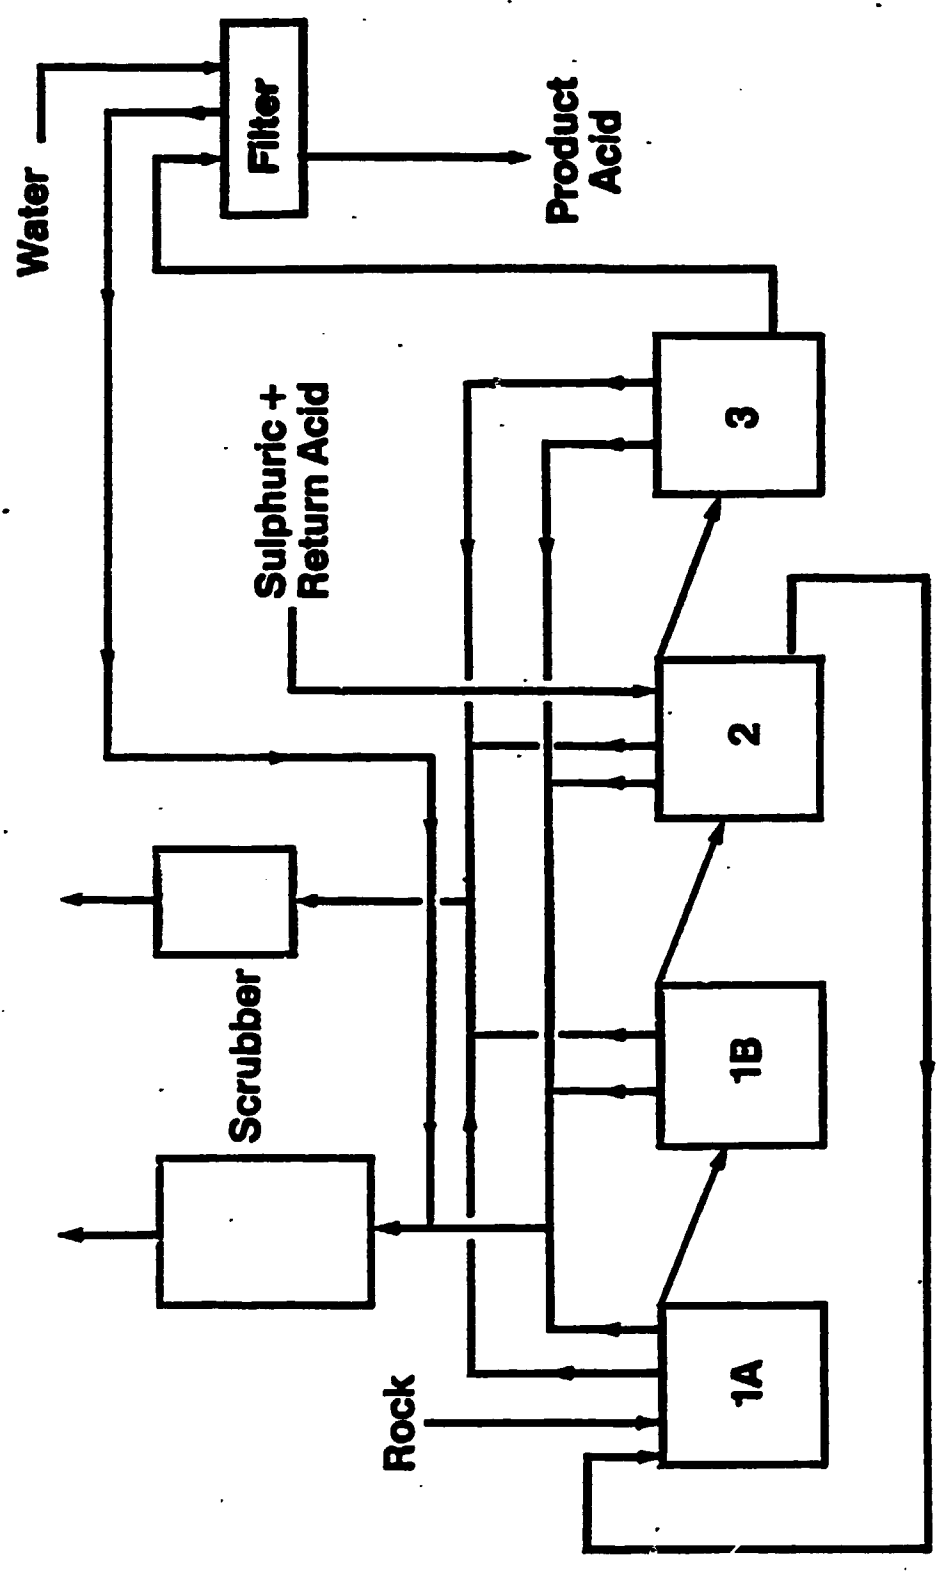 Water
Filter
Product
Acid
Sulphuric +
Return Acid
Scrubber
Rock
1A
1B
2
3